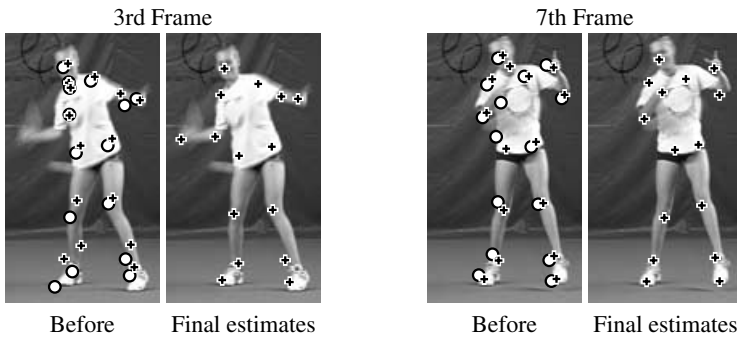 3rd Frame
7th Frame
Before
Final estimates
Before
Final estimates